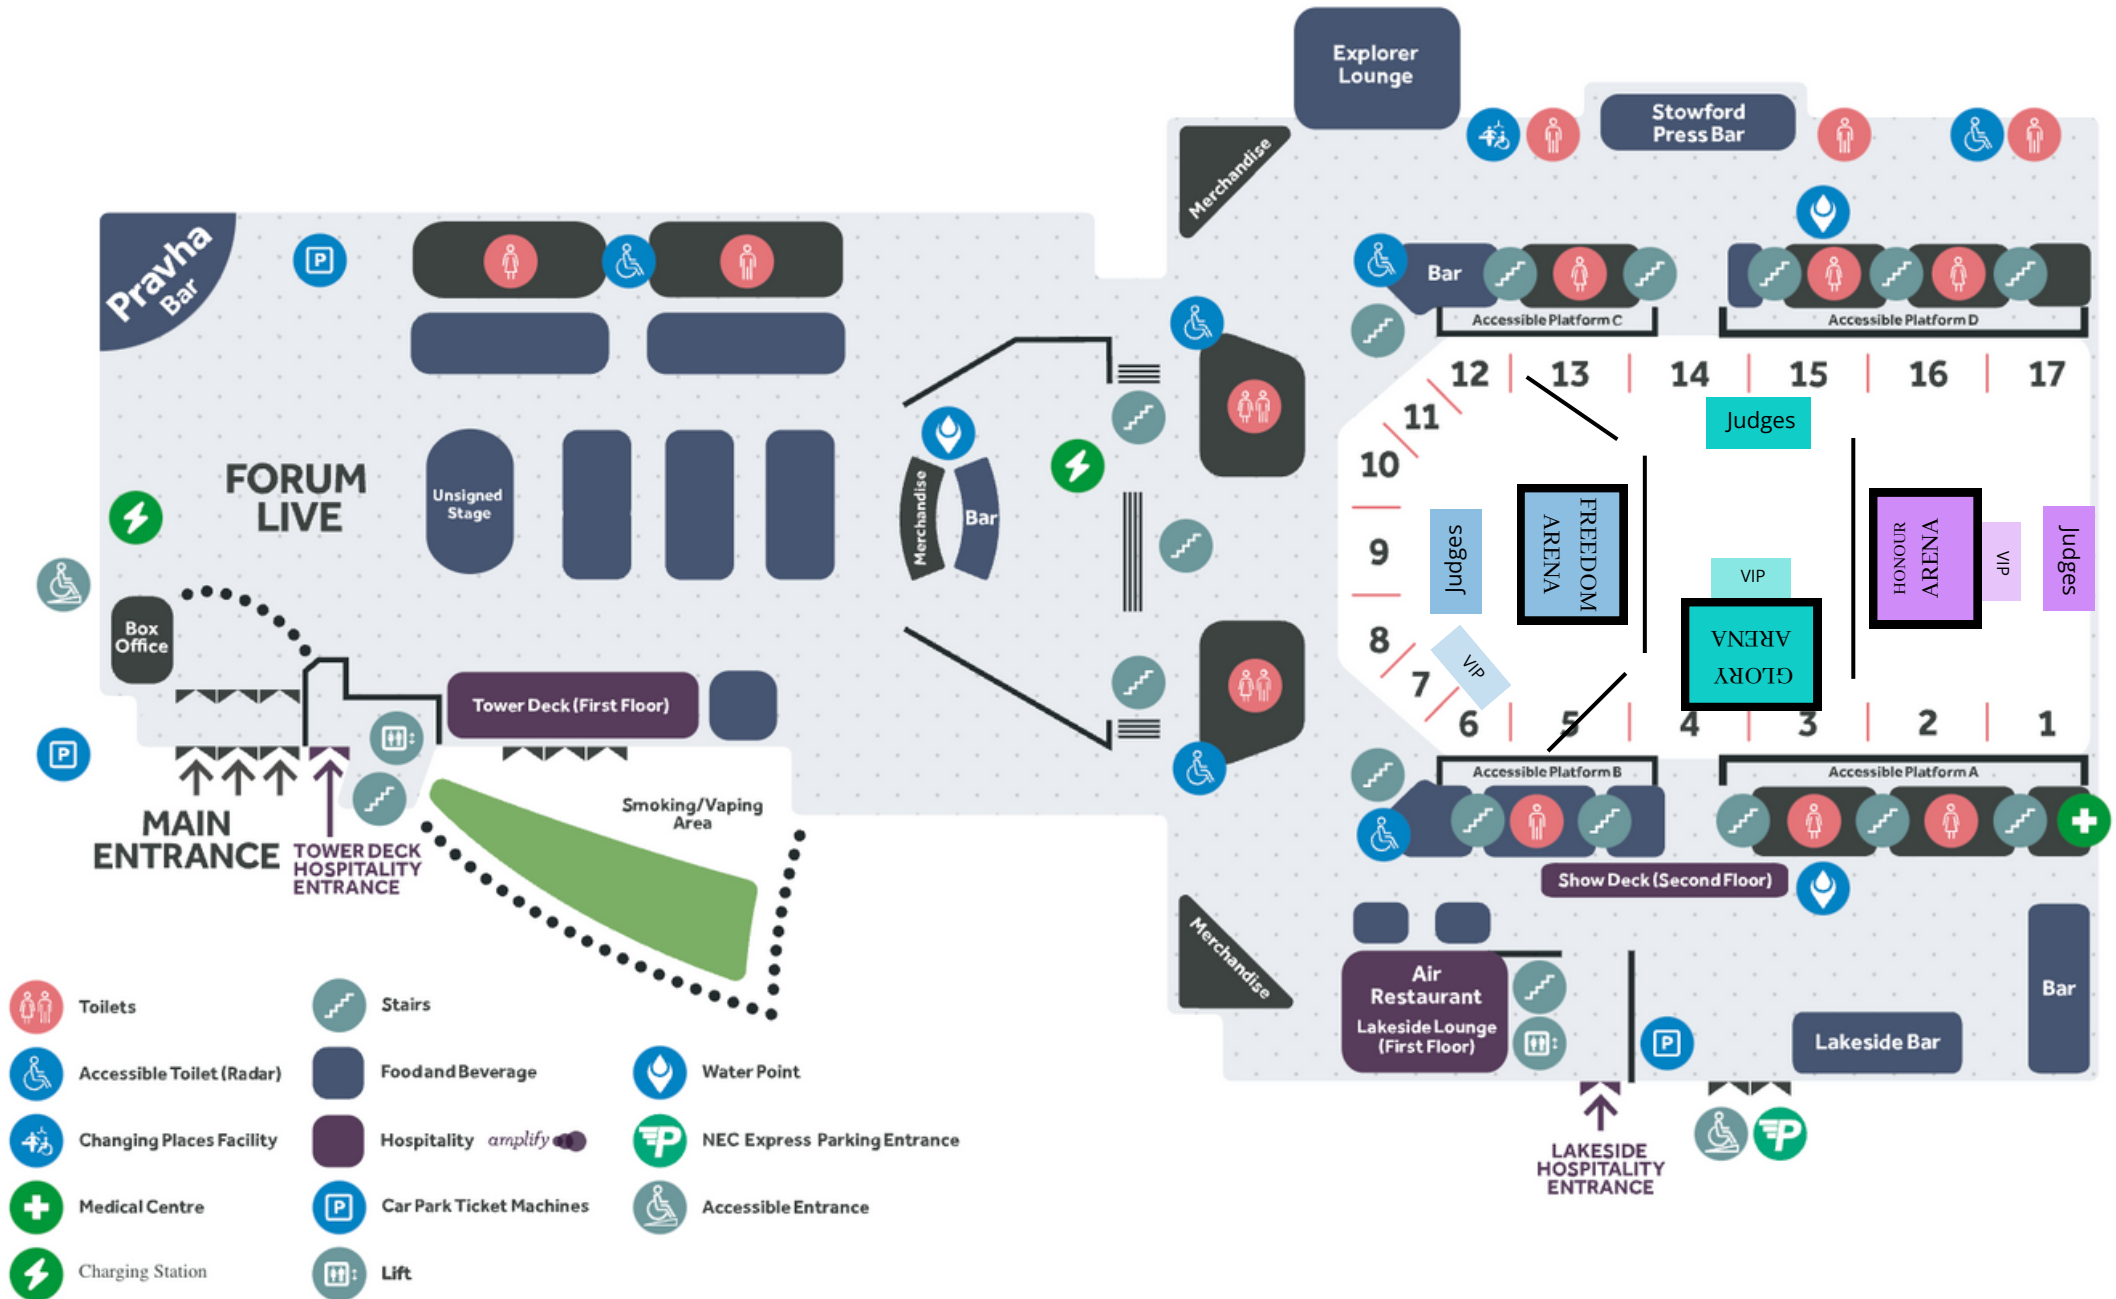 Explorer
Lounge
Stowford
Press Bar
Merchandise
Pravha
Bar
P
Bar
Accessible Platform C
Accessible Platform D
12
13
14
15
16
17
11
10
9
8
7
6
5
4
3
2
1
Judges
Judges
FREEDOM
ARENA
VIP
VIP
GLORY
ARENA
HONOUR
ARENA
VIP
Judges
FORUM
LIVE
Unsigned
Stage
Merchandise
Bar
Box
Office
Tower Deck (First Floor)
P
MAIN
ENTRANCE
TOWER DECK
HOSPITALITY
ENTRANCE
Smoking/Vaping
Area
Accessible Platform B
Accessible Platform A
Show Deck (Second Floor)
Merchandise
Air
Restaurant
Lakeside Lounge
(First Floor)
P
Lakeside Bar
Bar
LAKESIDE
HOSPITALITY
ENTRANCE
P
Toilets
Stairs
Accessible Toilet (Radar)
Food and Beverage
Water Point
Changing Places Facility
Hospitality amplify
P
NEC Express Parking Entrance
Medical Centre
P
Car Park Ticket Machines
Accessible Entrance
Charging Station
Lift